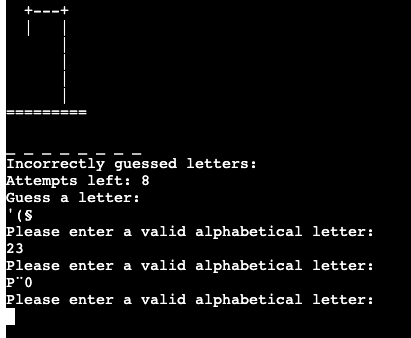 +---+
|   |
    |
    |
    |
    |
=========
_ _ _ _ _ _ _ _
Incorrectly guessed letters:
Attempts left: 8
Guess a letter:
'(§
Please enter a valid alphabetical letter:
23
Please enter a valid alphabetical letter:
P¨0
Please enter a valid alphabetical letter: